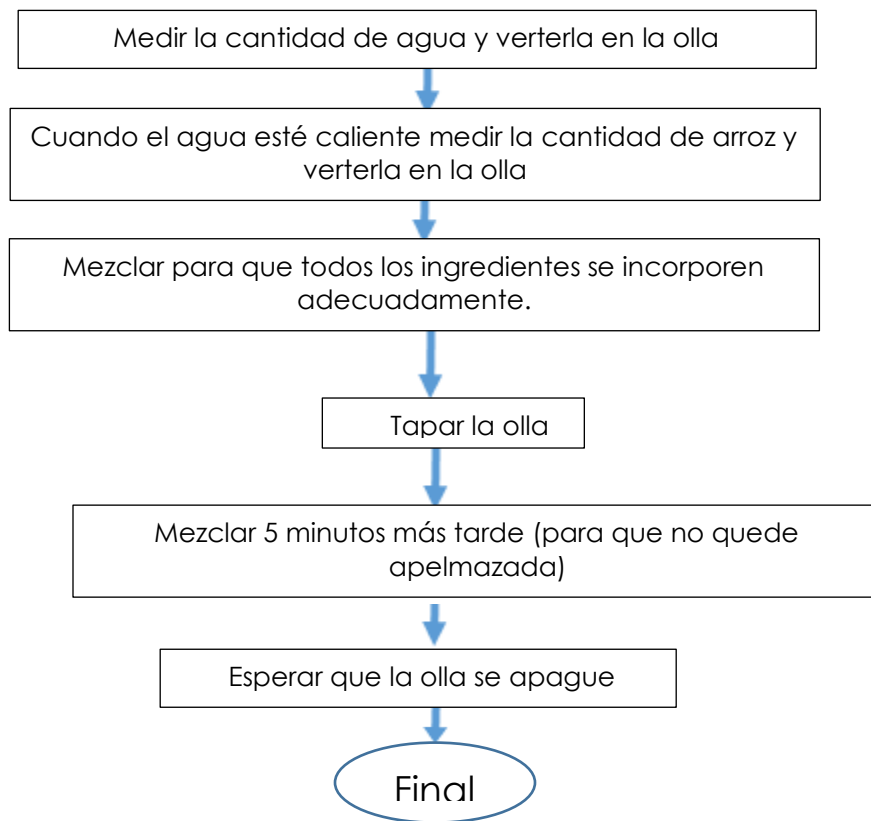 Medir la cantidad de agua y verterla en la olla
Cuando el agua esté caliente medir la cantidad de arroz y
verterla en la olla
Mezclar para que todos los ingredientes se incorporen
adecuadamente.
Tapar la olla
Mezclar 5 minutos más tarde (para que no quede
apelmazada)
Esperar que la olla se apague
Final